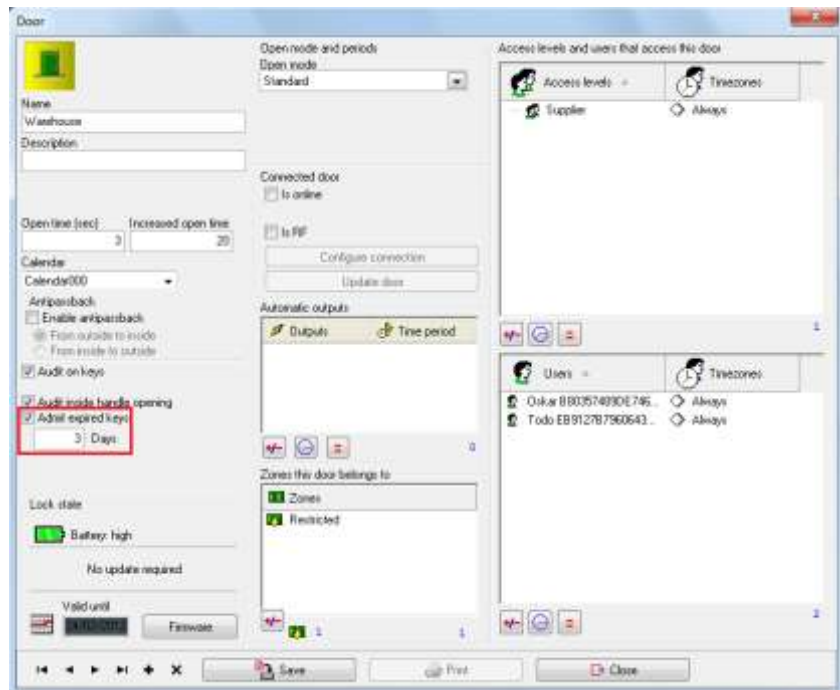 Door
Name
Warehouse
Description
Open time (sec)
Increased open time
3
20
Calendar
Calendar000
Antipassback
Enable antipassback
From outside to inside
From inside to outside
Audit on keys
Audit inside handle opening
Admit expired keys
3 Days
Lock state
Battery: high
No update required
Valid until
Firmware
Open mode and periods
Open mode
Standard
Connected door
Is online
Is RF
Configure connection
Update door
Automatic outputs
Outputs
Time period
0
Zones this door belongs to
Zones
Restricted
1
1
Access levels and users that access this door
Access levels
Timezones
Supplier
Always
1
Users
Timezones
Always
Always
2
Save
Print
Close